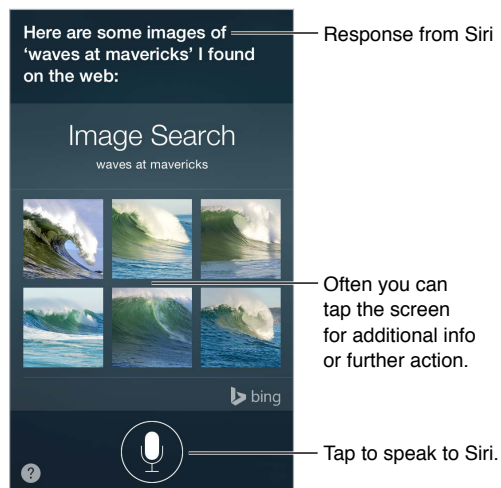 Here are some images of
‘waves at mavericks’ I found
on the web:
Image Search
waves at mavericks
bing
?
Response from Siri
Often you can
tap the screen
for additional info
or further action.
Tap to speak to Siri.